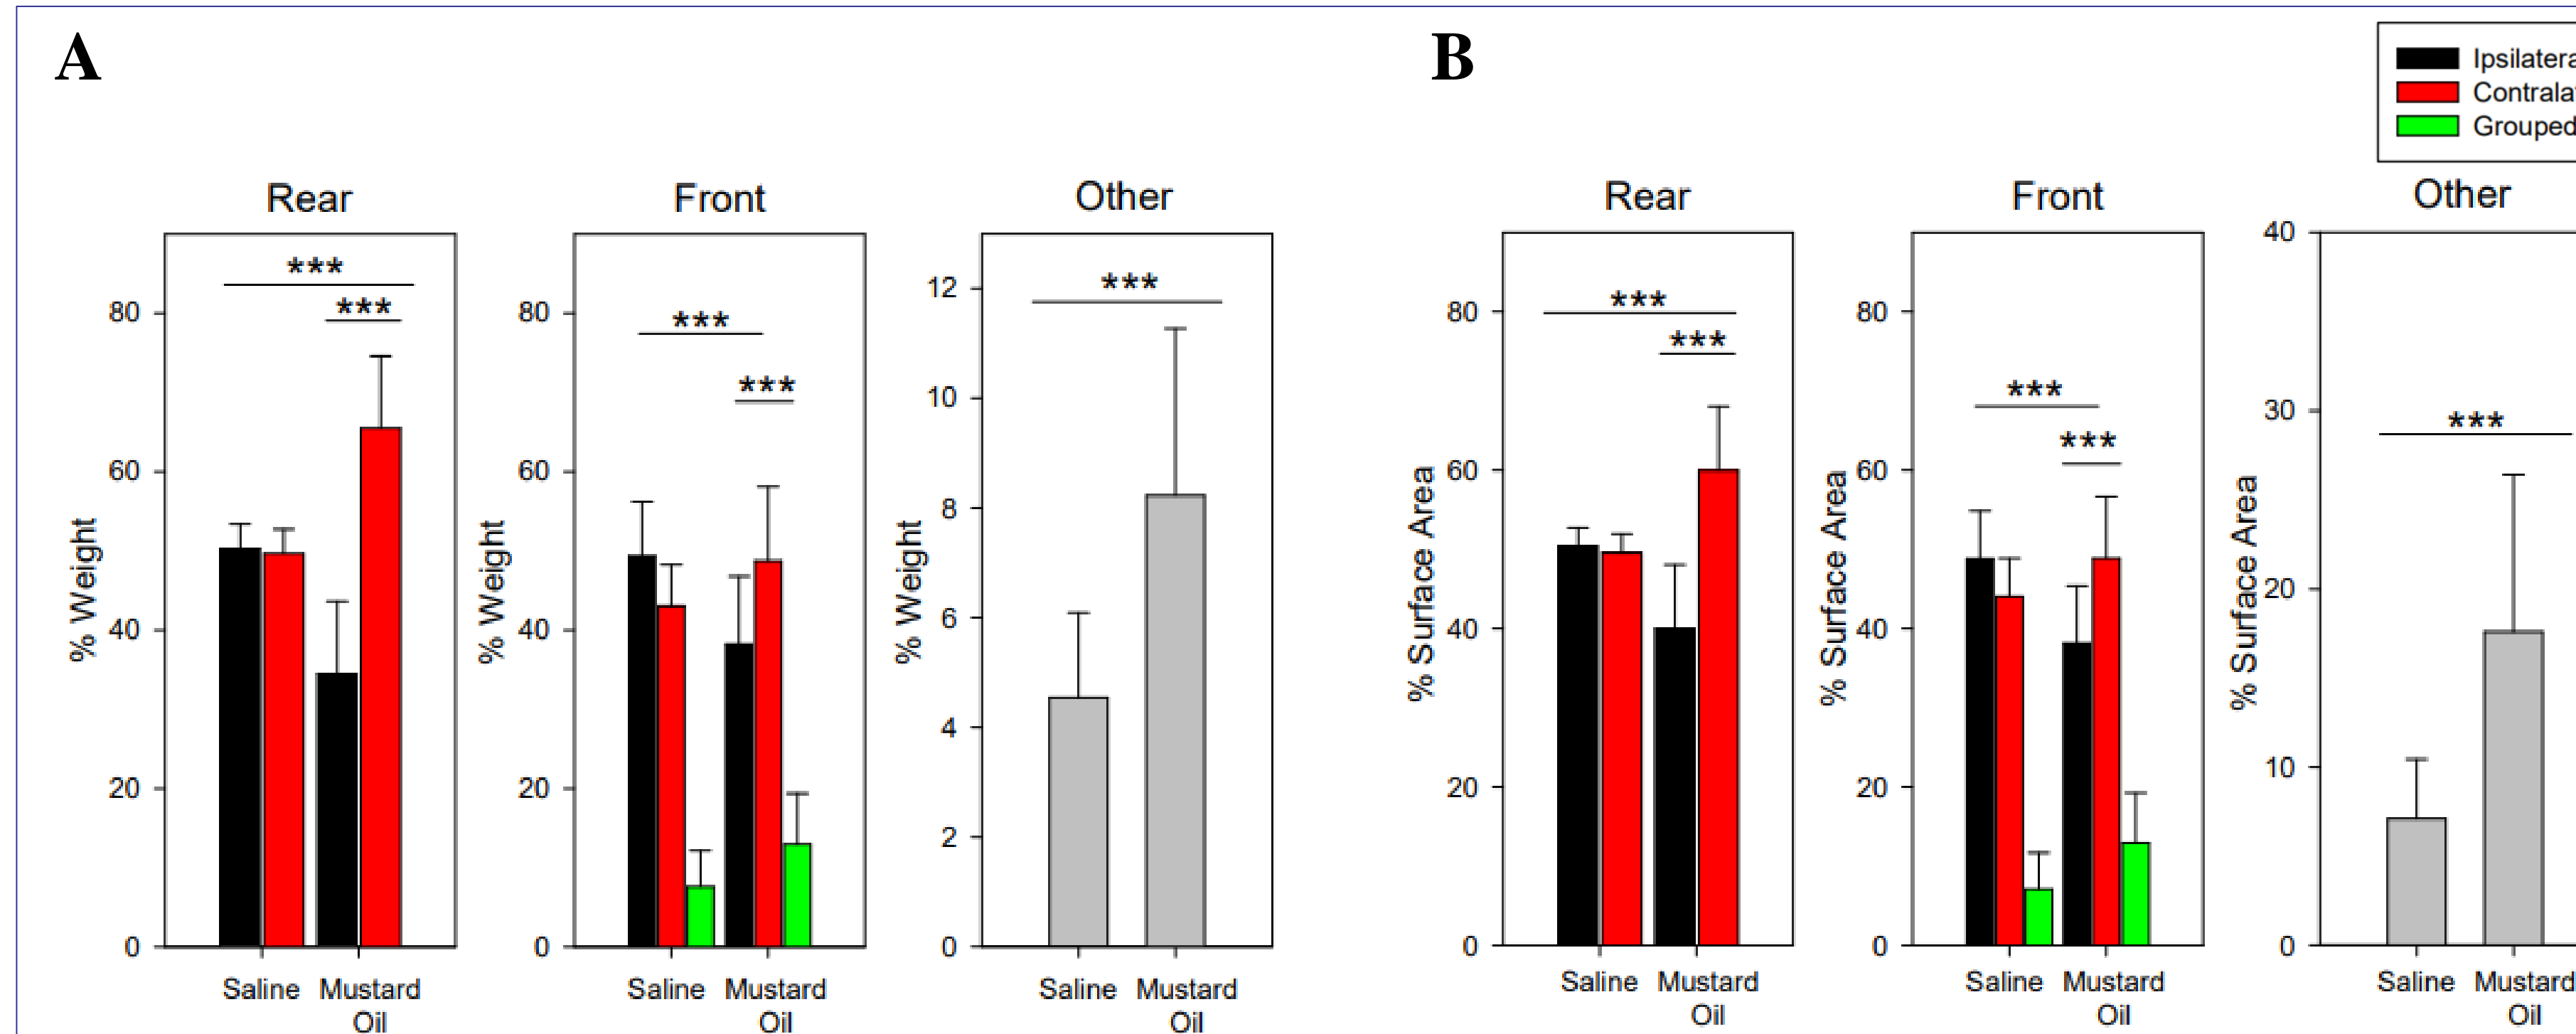 A
B
Ipsilatera
Contrala
Grouped
Rear
Front
Other
Rear
Front
Other
***
***
80
60
40
20
0
% Weight
Saline
Mustard
Oil
***
***
80
60
40
20
0
% Weight
Saline
Mustard
Oil
***
12
10
8
6
4
2
0
% Weight
Saline
Mustard
Oil
***
***
80
60
40
20
0
% Surface Area
Saline
Mustard
Oil
***
***
80
60
40
20
0
% Surface Area
Saline
Mustard
Oil
***
40
30
20
10
0
% Surface Area
Saline
Mustard
Oil